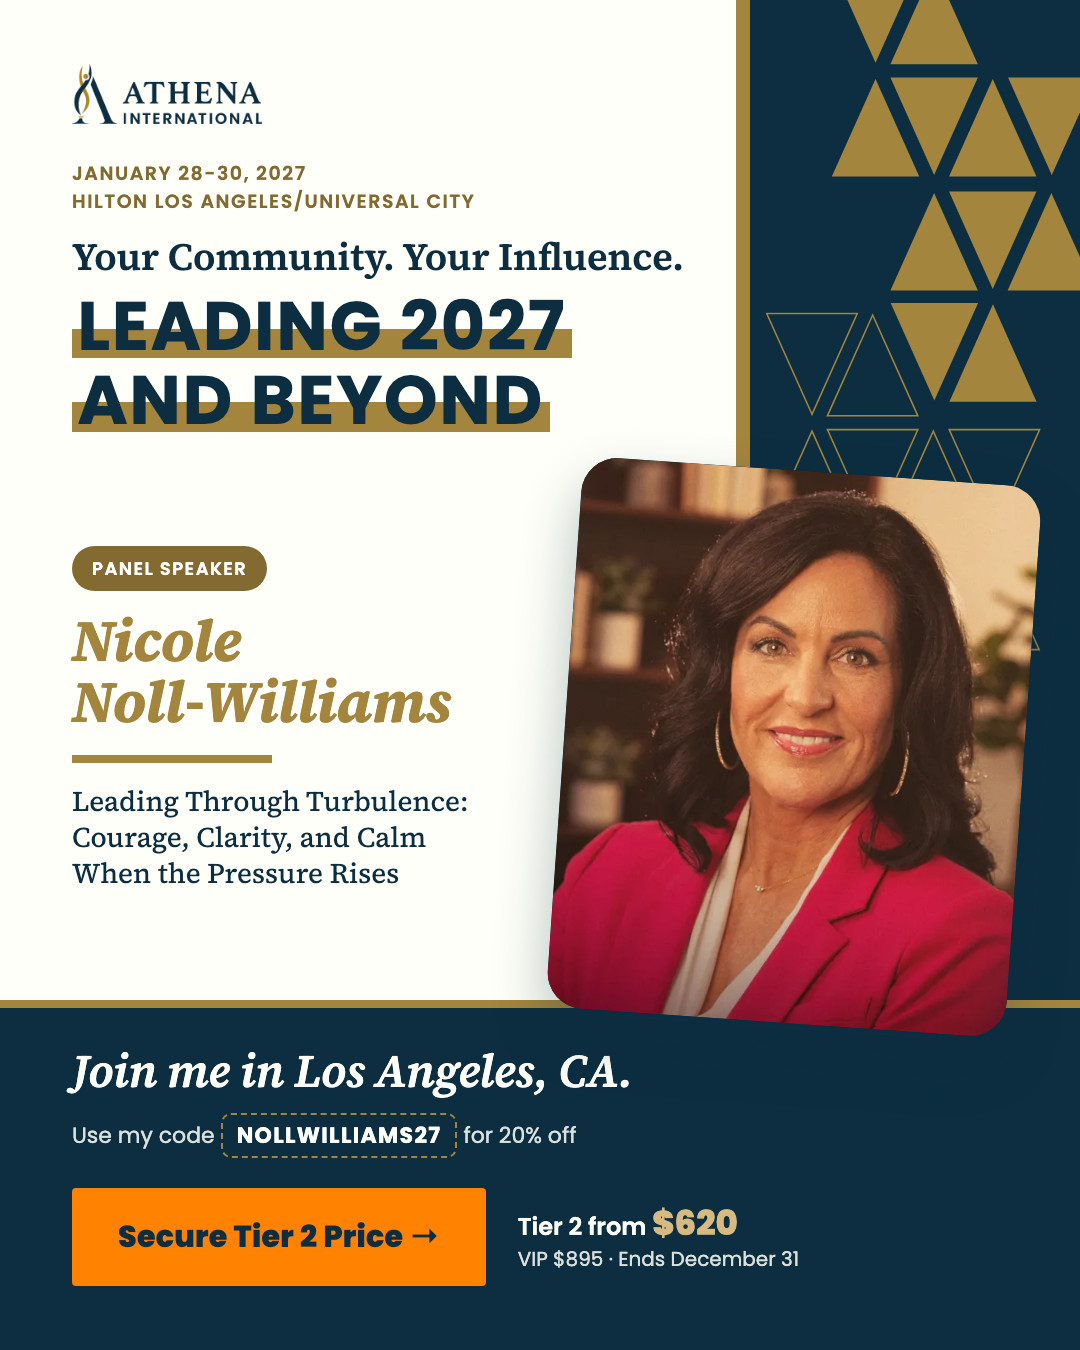 ATHENA
INTERNATIONAL
JANUARY 28-30, 2027
HILTON LOS ANGELES/UNIVERSAL CITY
Your Community. Your Influence.
LEADING 2027
AND BEYOND
PANEL SPEAKER
Nicole
Noll-Williams
Leading Through Turbulence:
Courage, Clarity, and Calm
When the Pressure Rises
Join me in Los Angeles, CA.
Use my code NOLLWILLIAMS27 for 20% off
Secure Tier 2 Price →
Tier 2 from $620
VIP $895 · Ends December 31